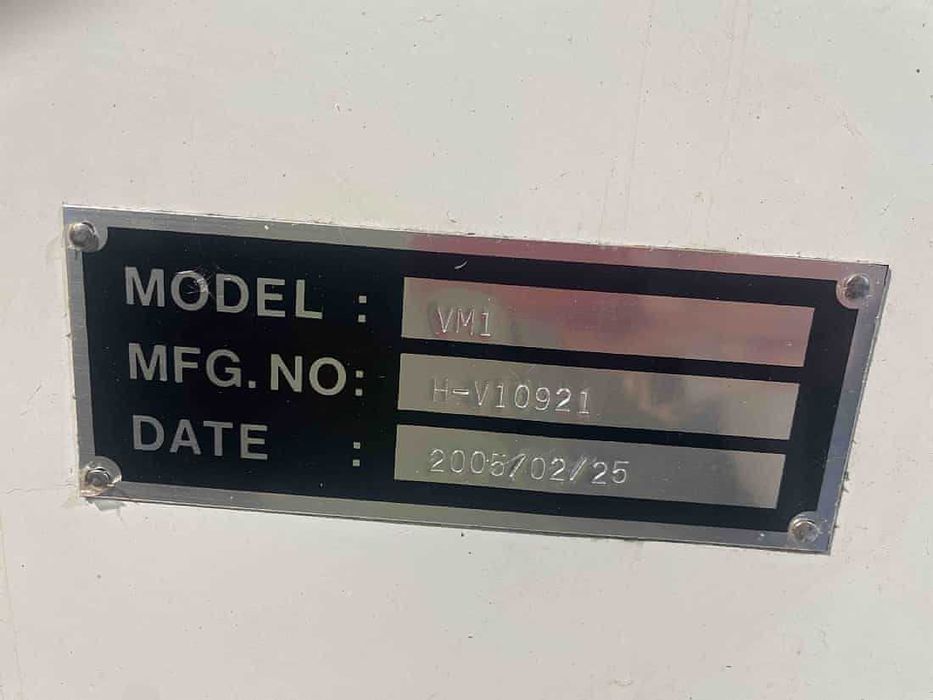 MODEL : VM1
MFG. NO: H-V10921
DATE : 2005/02/25